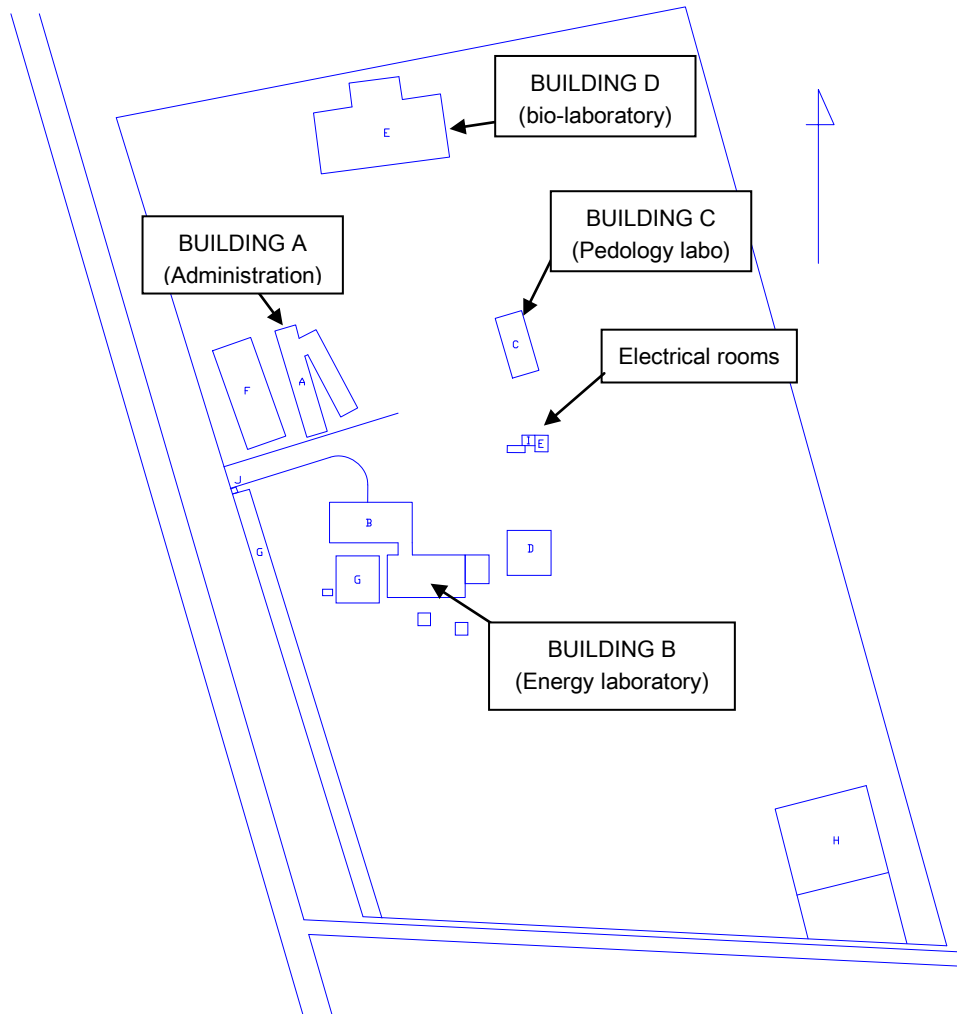 BUILDING D
(bio-laboratory)
E
BUILDING C
(Pedology labo)
BUILDING A
(Administration)
C
Electrical rooms
F
A
I
E
J
B
G
D
G
BUILDING B
(Energy laboratory)
H